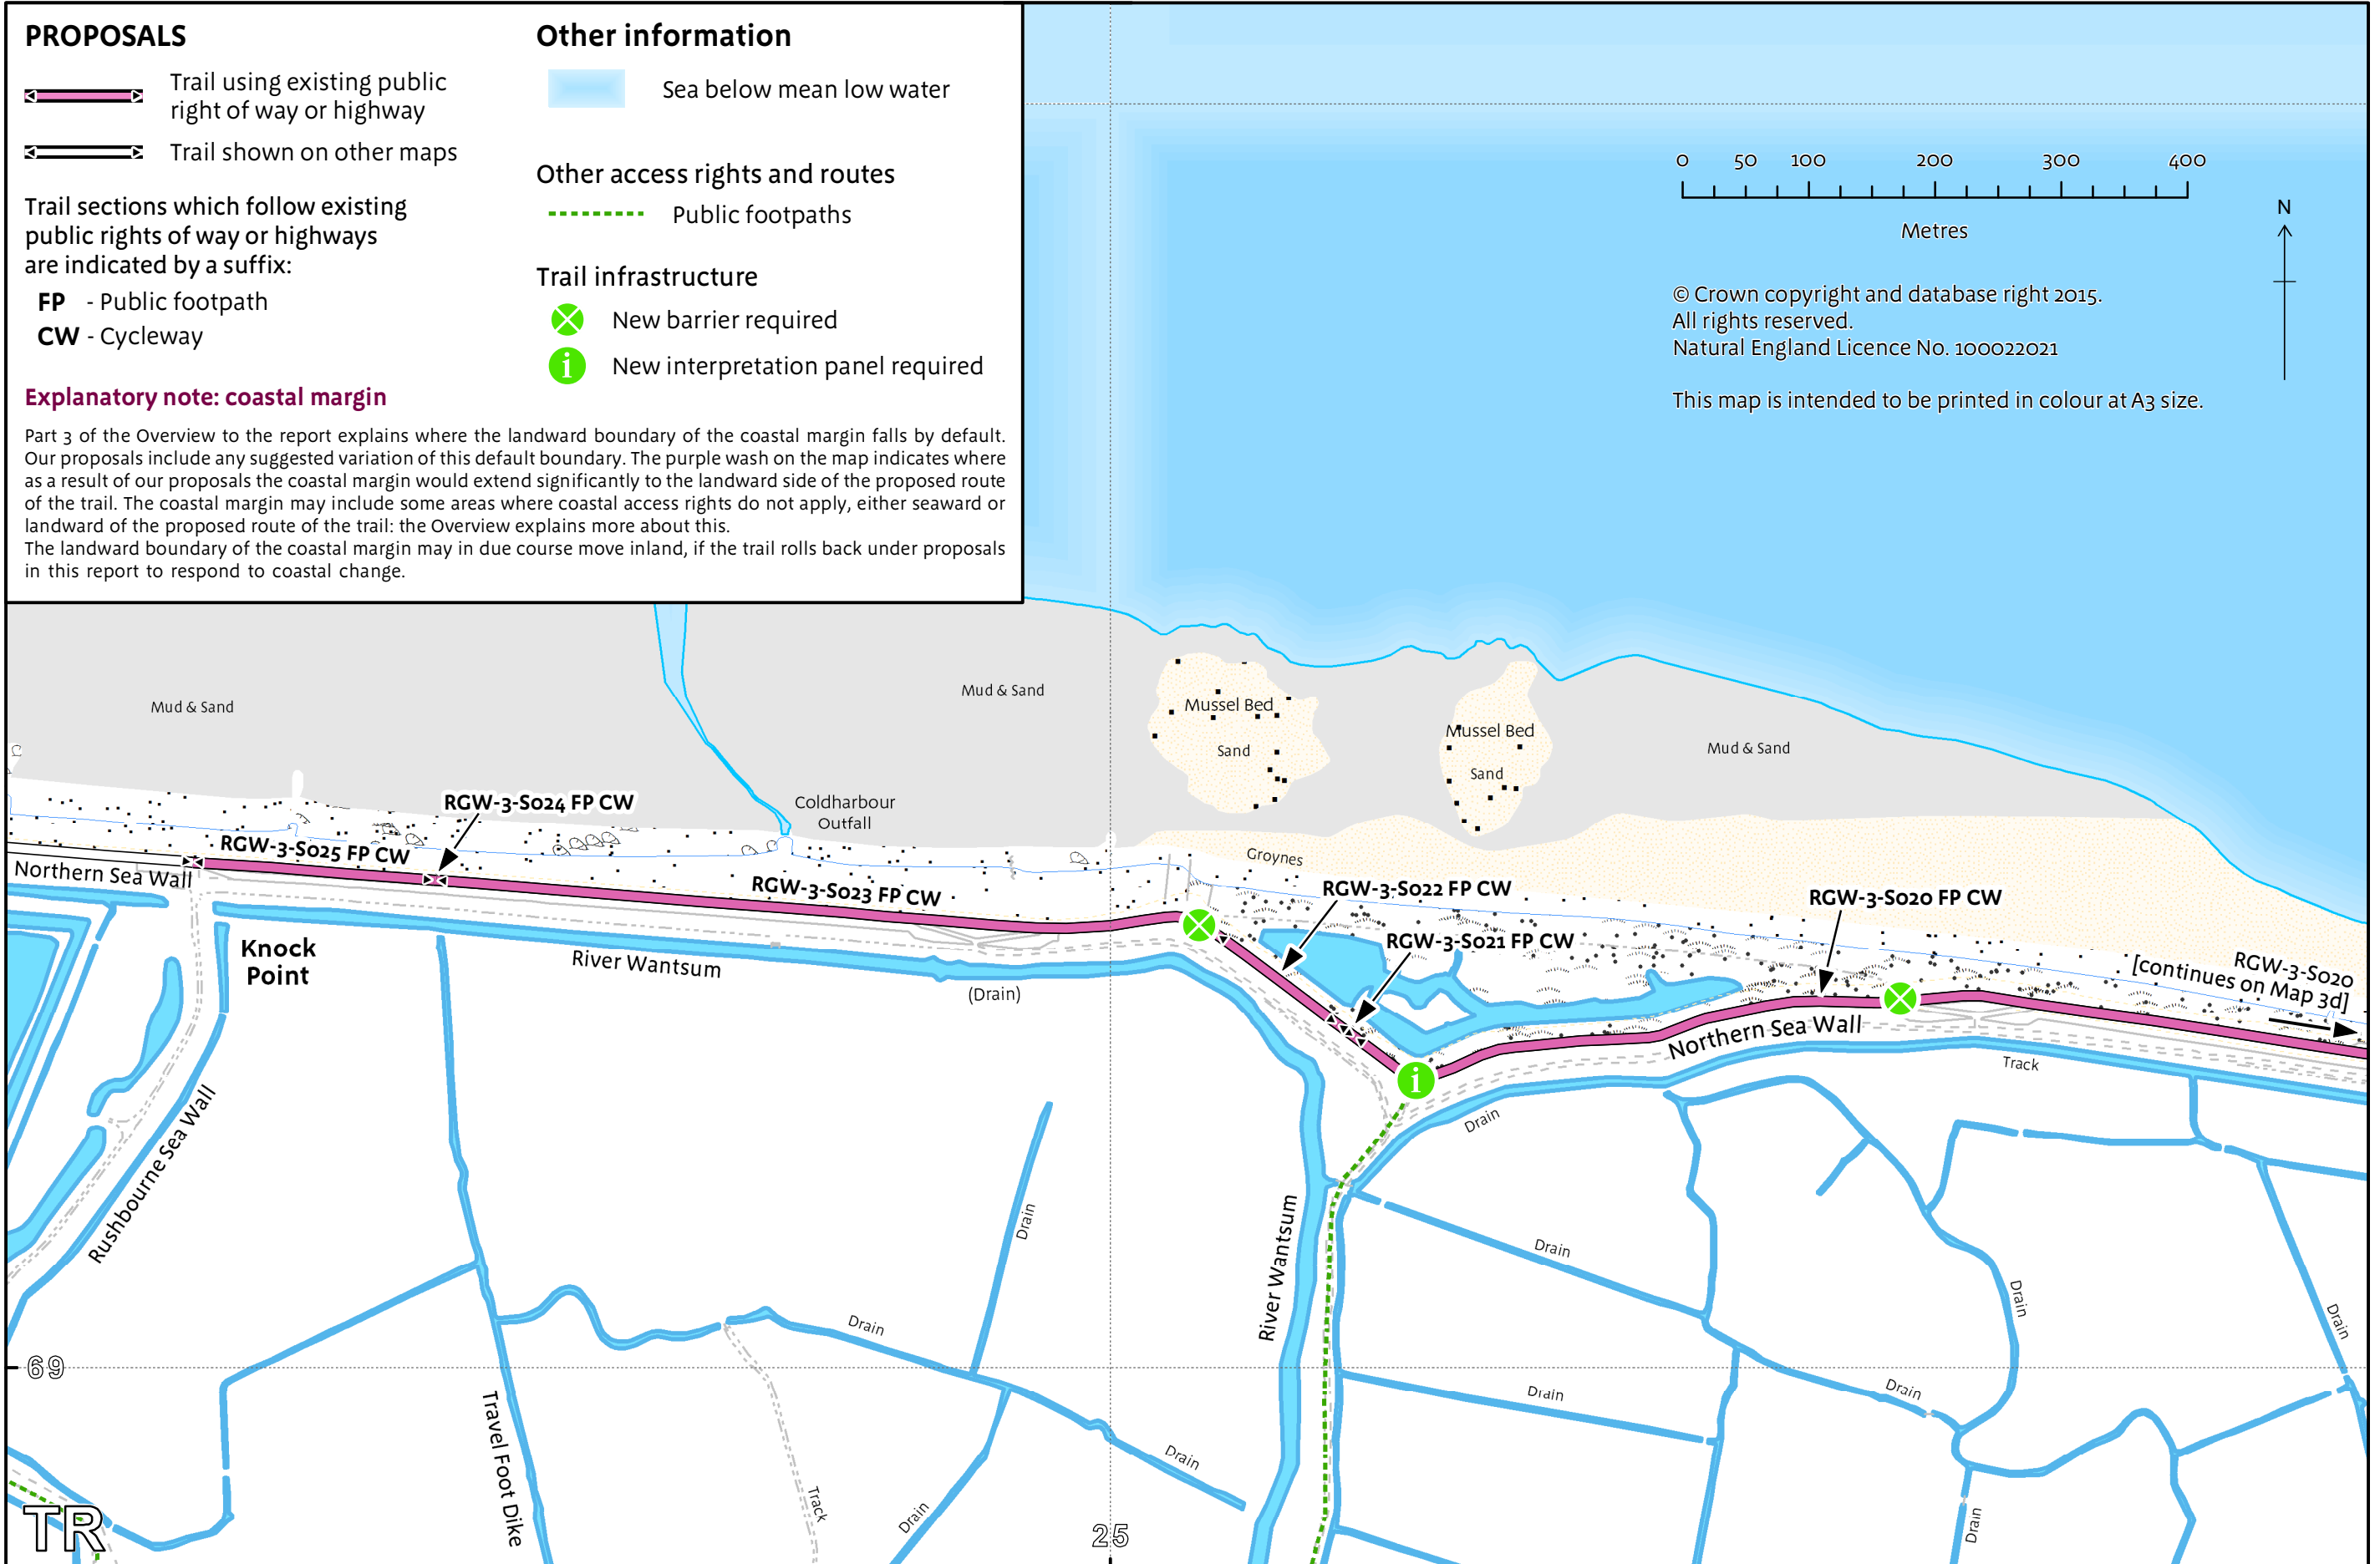 PROPOSALS
Trail using existing public
right of way or highway
Trail shown on other maps
Trail sections which follow existing
public rights of way or highways
are indicated by a suffix:
FP - Public footpath
CW - Cycleway
Other information
Sea below mean low water
Other access rights and routes
Public footpaths
Trail infrastructure
New barrier required
i New interpretation panel required
Explanatory note: coastal margin
Part 3 of the Overview to the report explains where the landward boundary of the coastal margin falls by default.
Our proposals include any suggested variation of this default boundary. The purple wash on the map indicates where
as a result of our proposals the coastal margin would extend significantly to the landward side of the proposed route
of the trail. The coastal margin may include some areas where coastal access rights do not apply, either seaward or
landward of the proposed route of the trail: the Overview explains more about this.
The landward boundary of the coastal margin may in due course move inland, if the trail rolls back under proposals
in this report to respond to coastal change.
0 50 100 200 300 400
Metres
N
© Crown copyright and database right 2015.
All rights reserved.
Natural England Licence No. 100022021
This map is intended to be printed in colour at A3 size.
Mud & Sand
Mud & Sand
Mussel Bed
Sand
Mussel Bed
Sand
Mud & Sand
RGW-3-S024 FP CW
Coldharbour
Outfall
RGW-3-S025 FP CW
Northern Sea Wall
RGW-3-S023 FP CW
Groynes
RGW-3-S022 FP CW
RGW-3-S021 FP CW
RGW-3-S020 FP CW
RGW-3-S020
[continues on Map 3d]
Knock
Point
River Wantsum
(Drain)
Northern Sea Wall
Track
i
Drain
Rushbourne Sea Wall
Drain
River Wantsum
Drain
Drain
Drain
Drain
69
Travel Foot Dike
Drain
Drain
Drain
Track
Drain
Drain
TR
25